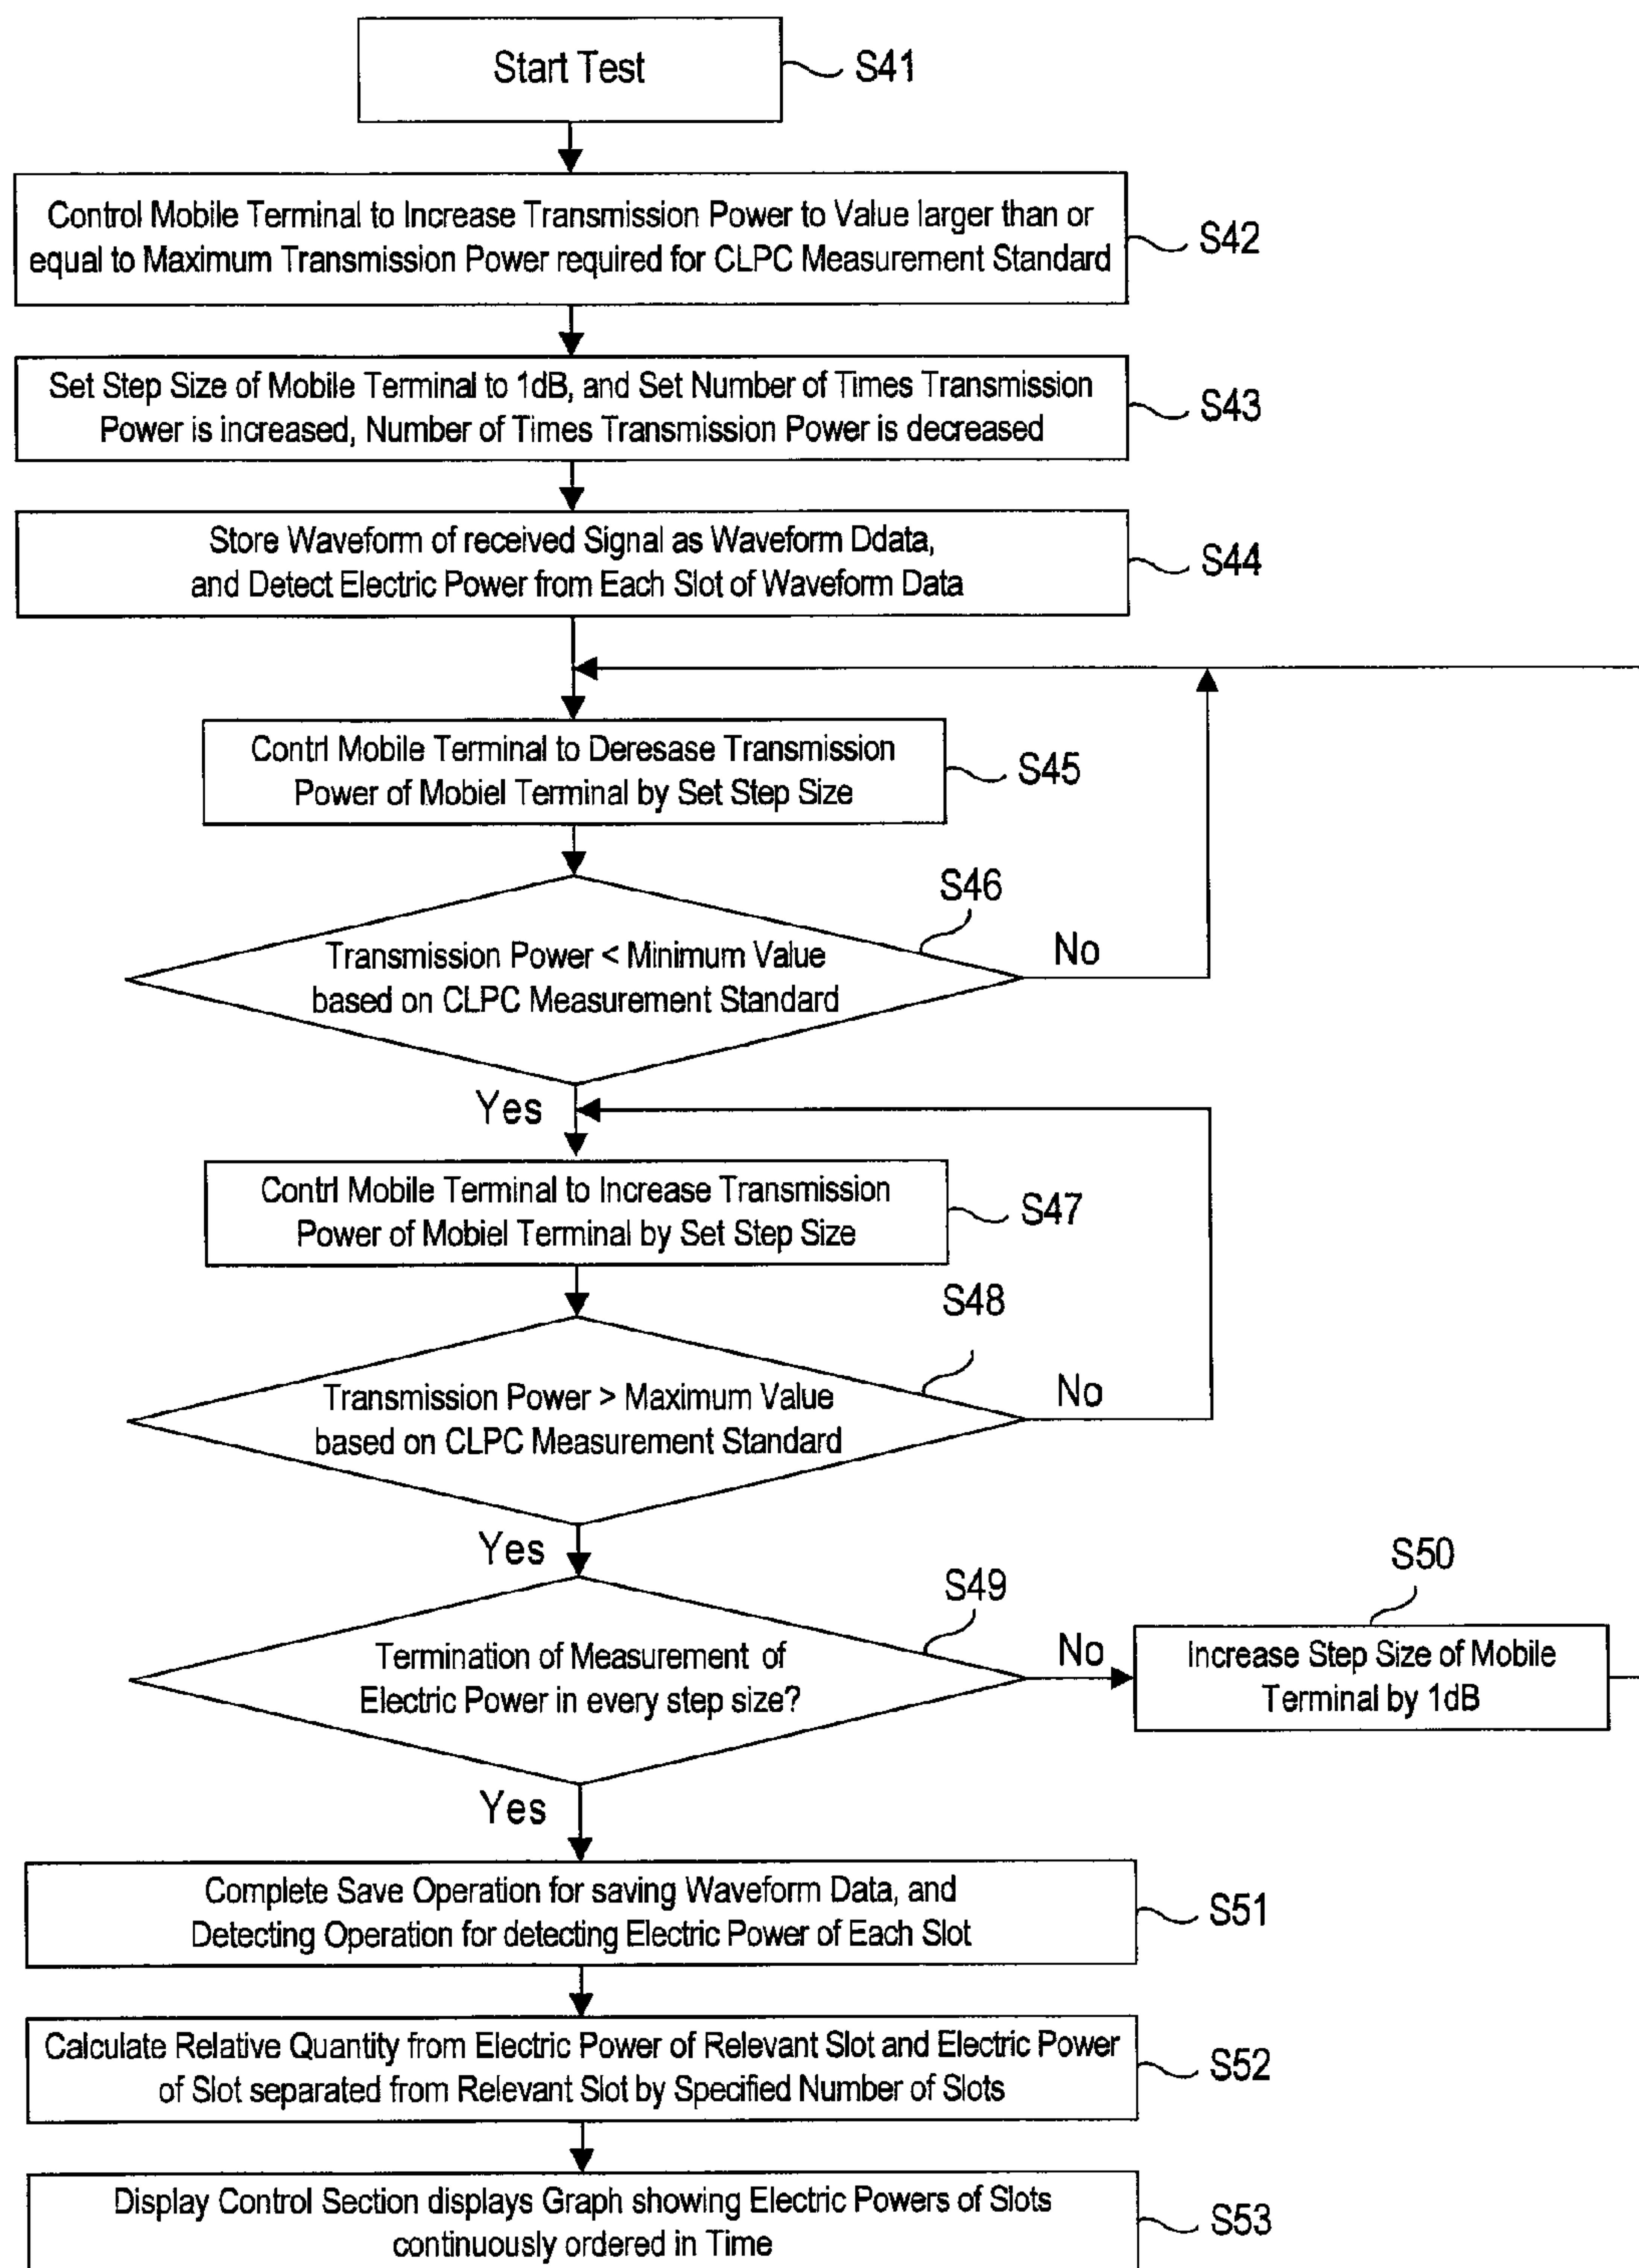 Start Test
S41
Control Mobile Terminal to Increase Transmission Power to Value larger than or
equal to Maximum Transmission Power required for CLPC Measurement Standard
S42
Set Step Size of Mobile Terminal to 1dB, and Set Number of Times Transmission
Power is increased, Number of Times Transmission Power is decreased
S43
Store Waveform of received Signal as Waveform Ddata,
and Detect Electric Power from Each Slot of Waveform Data
S44
Contrl Mobile Terminal to Deresase Transmission
Power of Mobiel Terminal by Set Step Size
S45
S46
Transmission Power < Minimum Value
based on CLPC Measurement Standard
No
Yes
Contrl Mobile Terminal to Increase Transmission
Power of Mobiel Terminal by Set Step Size
S47
S48
Transmission Power > Maximum Value
based on CLPC Measurement Standard
No
Yes
S49
Termination of Measurement of
Electric Power in every step size?
No
S50
Increase Step Size of Mobile
Terminal by 1dB
Yes
Complete Save Operation for saving Waveform Data, and
Detecting Operation for detecting Electric Power of Each Slot
S51
Calculate Relative Quantity from Electric Power of Relevant Slot and Electric Power
of Slot separated from Relevant Slot by Specified Number of Slots
S52
Display Control Section displays Graph showing Electric Powers of Slots
continuously ordered in Time
S53